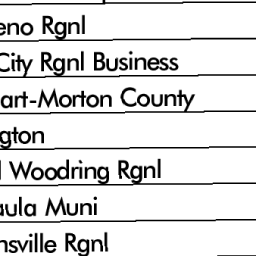 eno Rgnl
City Rgnl Business
art-Morton County
gton
Woodring Rgnl
aula Muni
nsville Rgnl